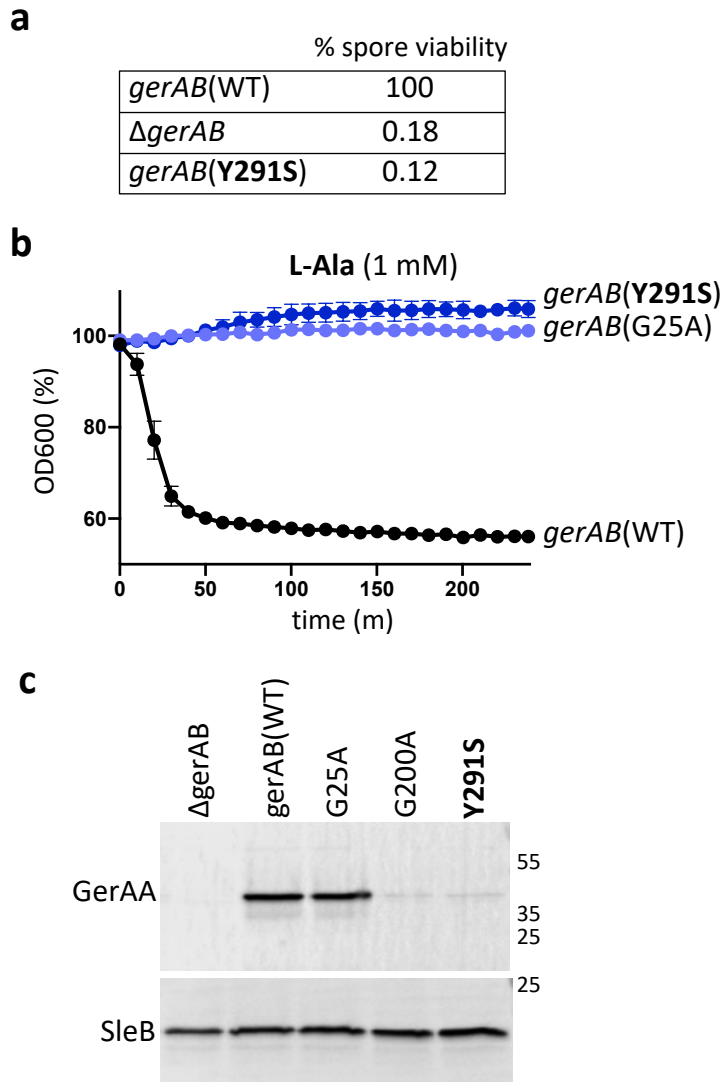 a
% spore viability
gerAB(WT) 100
ΔgerAB 0.18
gerAB(Y291S) 0.12
b
L-Ala (1 mM)
gerAB(Y291S)
gerAB(G25A)
gerAB(WT)
OD600 (%)
100
80
60
0 50 100 150 200
time (m)
c
ΔgerAB
gerAB(WT)
G25A
G200A
Y291S
GerAA
55
35
25
25
SleB